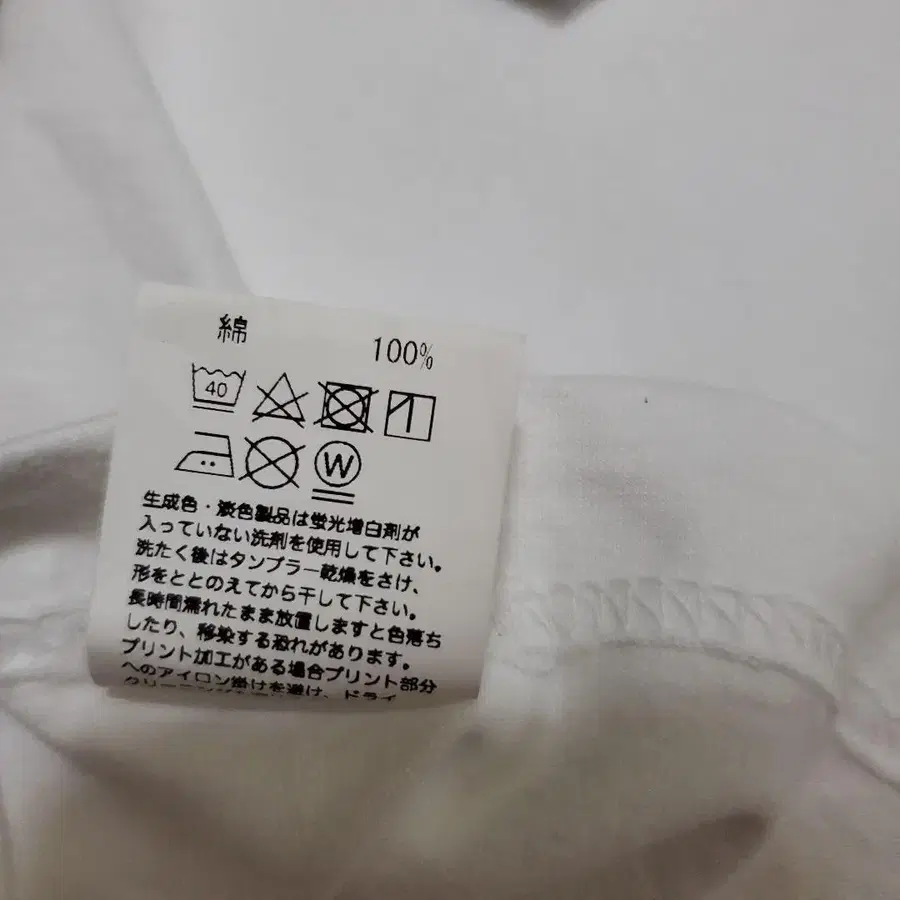 綿 100%
40
W
生成色・淡色製品は蛍光増白剤が
入っていない洗剤を使用して下さい。
洗たく後はタンブラー乾燥をさけ、
形をととのえてから干して下さい。
長時間濡れたまま放置しますと色落ち
したり、移染する恐れがあります。
プリント加工がある場合プリント部分
へのアイロン掛けを避け、ドライ